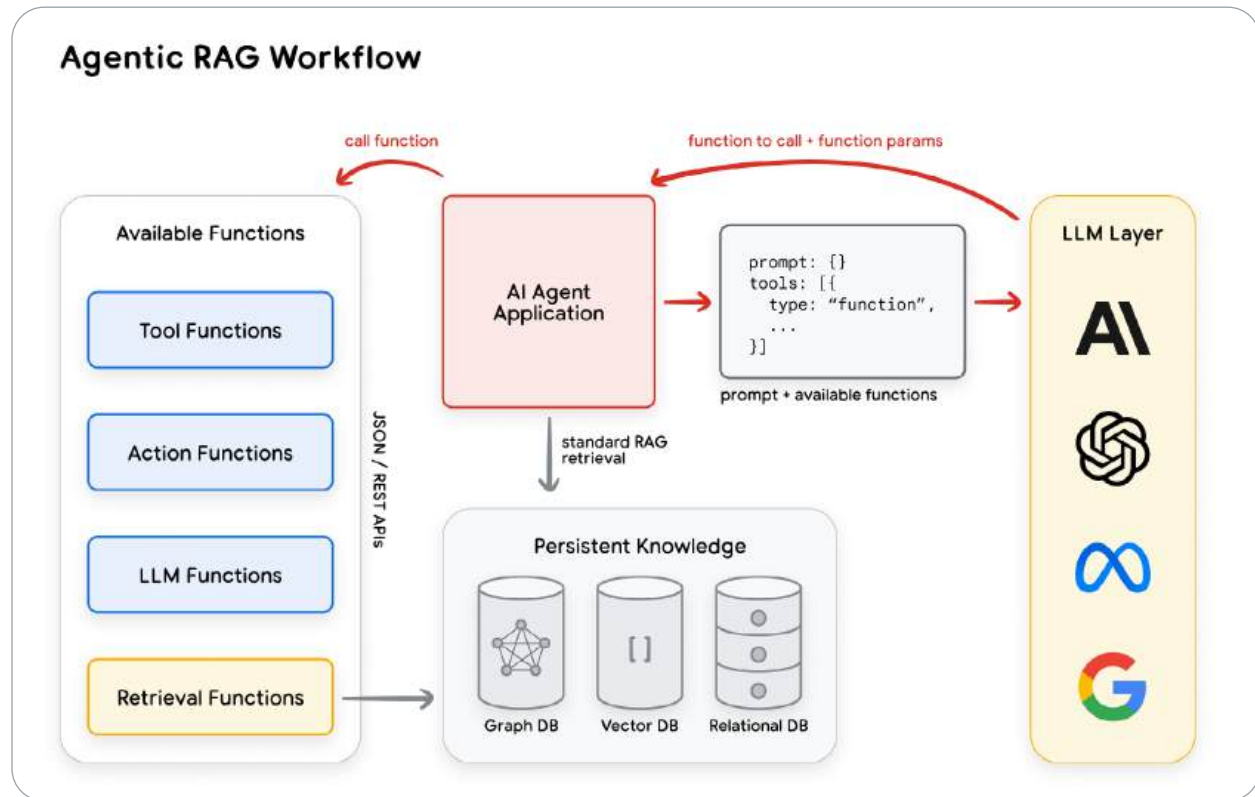 Agentic RAG Workflow
call function
function to call + function params
Available Functions
Tool Functions
Action Functions
LLM Functions
Retrieval Functions
JSON / REST APIs
AI Agent
Application
prompt: {}
tools: [{
type: “function”,
...
}]
prompt + available functions
standard RAG
retrieval
Persistent Knowledge
[ ]
Graph DB
Vector DB
Relational DB
LLM Layer
AI
G